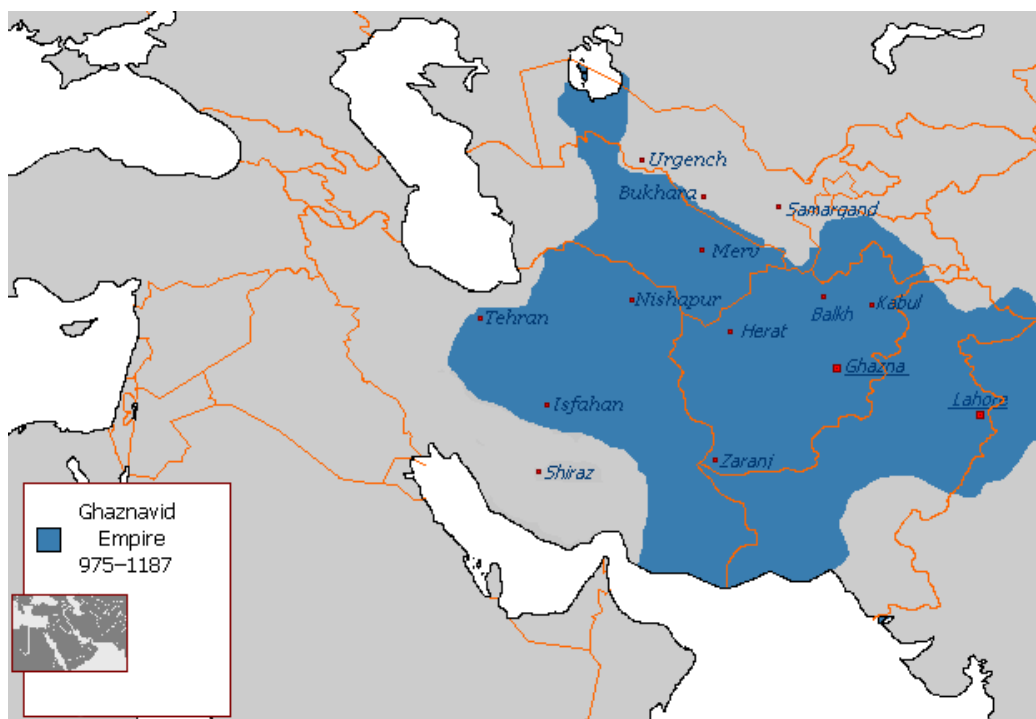 Urgench
Bukhara
Samarqand
Merv
Nishapur
Balkh
Kabul
Tehran
Herat
Ghazna
Isfahan
Lahore
Zaranj
Shiraz
Ghaznavid
Empire
975-1187